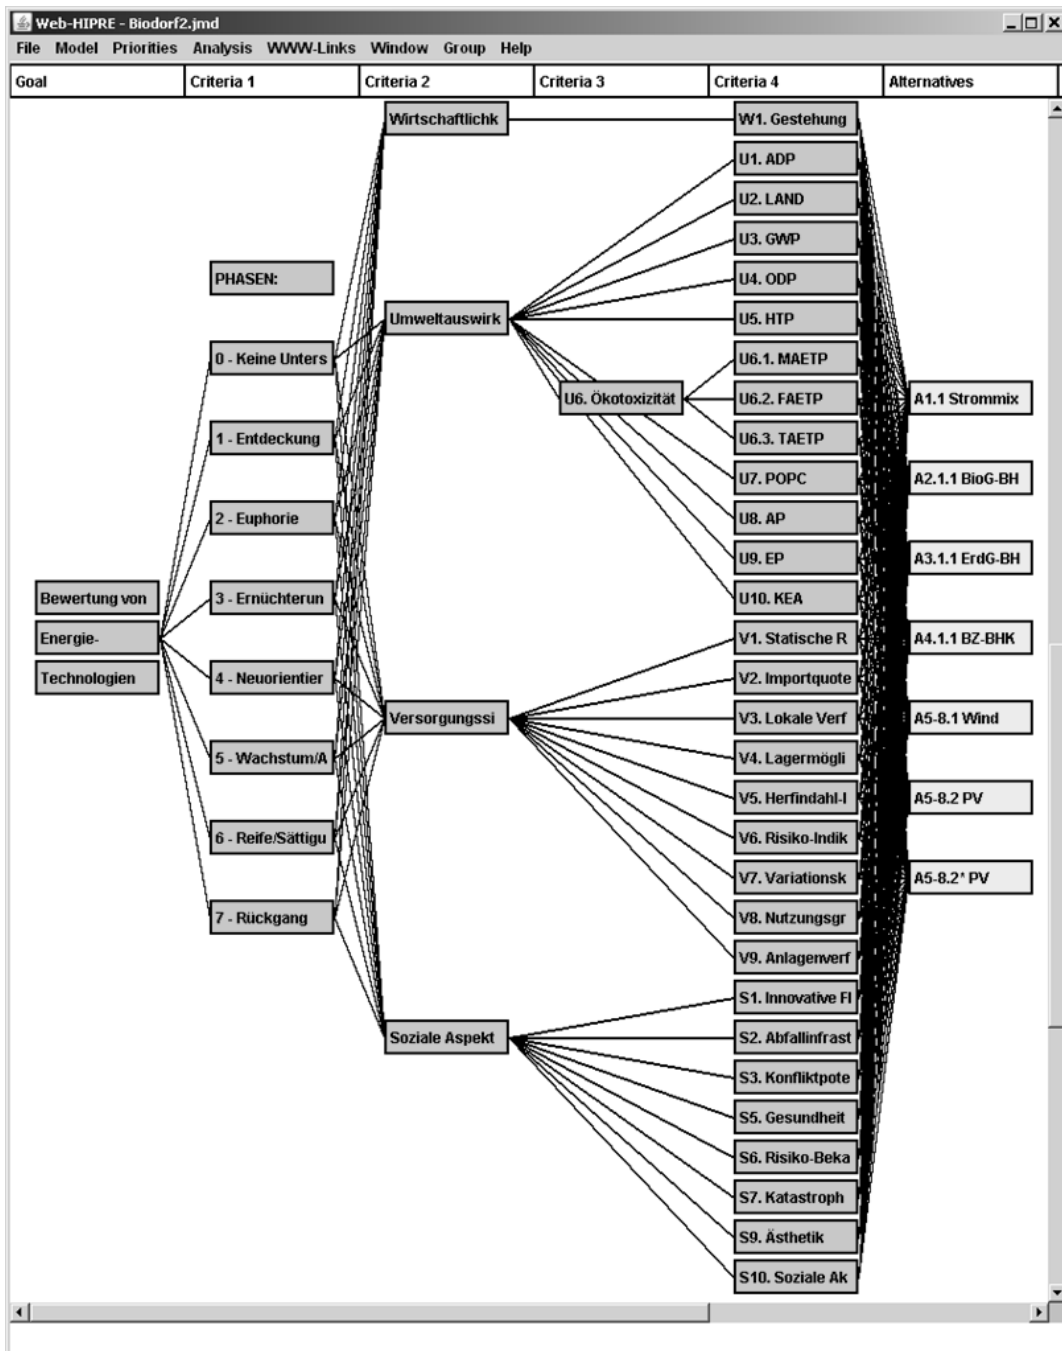 Web-HIPRE - Biodorf2.jmd
File Model Priorities Analysis WWW-Links Window Group Help
Goal Criteria 1 Criteria 2 Criteria 3 Criteria 4 Alternatives
Bewertung von
Energie-
Technologien
PHASEN:
0 - Keine Unters
1 - Entdeckung
2 - Euphorie
3 - Ernüchterun
4 - Neuorientier
5 - Wachstum/A
6 - Reife/Sättigu
7 - Rückgang
Wirtschaftlichk
Umweltauswirk
Versorgungssi
Soziale Aspekt
U6. Ökotoxizität
W1. Gestehung
U1. ADP
U2. LAND
U3. GWP
U4. ODP
U5. HTP
U6.1. MAETP
U6.2. FAETP
U6.3. TAETP
U7. POPC
U8. AP
U9. EP
U10. KEA
V1. Statische R
V2. Importquote
V3. Lokale Verf
V4. Lagermögli
V5. Herfindahl-I
V6. Risiko-Indik
V7. Variationsk
V8. Nutzungsgr
V9. Anlagenverf
S1. Innovative FI
S2. Abfallinfrast
S3. Konfliktpote
S5. Gesundheit
S6. Risiko-Beka
S7. Katastroph
S9. Ästhetik
S10. Soziale Ak
A1.1 Strommix
A2.1.1 BioG-BH
A3.1.1 ErdG-BH
A4.1.1 BZ-BHK
A5-8.1 Wind
A5-8.2 PV
A5-8.2* PV